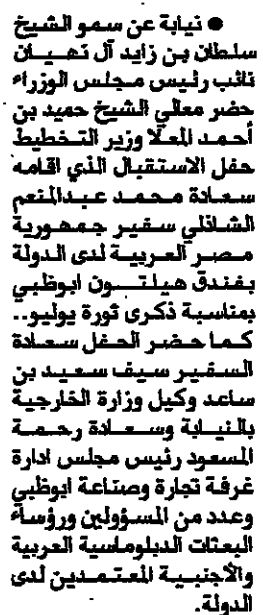 ● نيابة عن سمو الشيخ
سلطان بن زايد آل نهيان
نائب رئيس مجلس الوزراء
حضر معالي الشيخ حميد بن
أحمد المعلا وزير التخطيط
حفل الاستقبال الذي اقامه
سعادة محمد عبدالمنعم
الشاذلي سفير جمهورية
مصر العربية لدى الدولة
بفندق هيلتون ابوظبي
بمناسبة ذكرى ثورة يوليو..
كما حضر الحفل سعادة
السفير سيف سعيد بن
ساعد وكيل وزارة الخارجية
بالنيابة وسعادة رحمة
المسعود رئيس مجلس ادارة
غرفة تجارة وصناعة ابوظبي
وعدد من المسؤولين ورؤساء
البعثات الدبلوماسية العربية
والأجنبية المعتمدين لدى
الدولة.